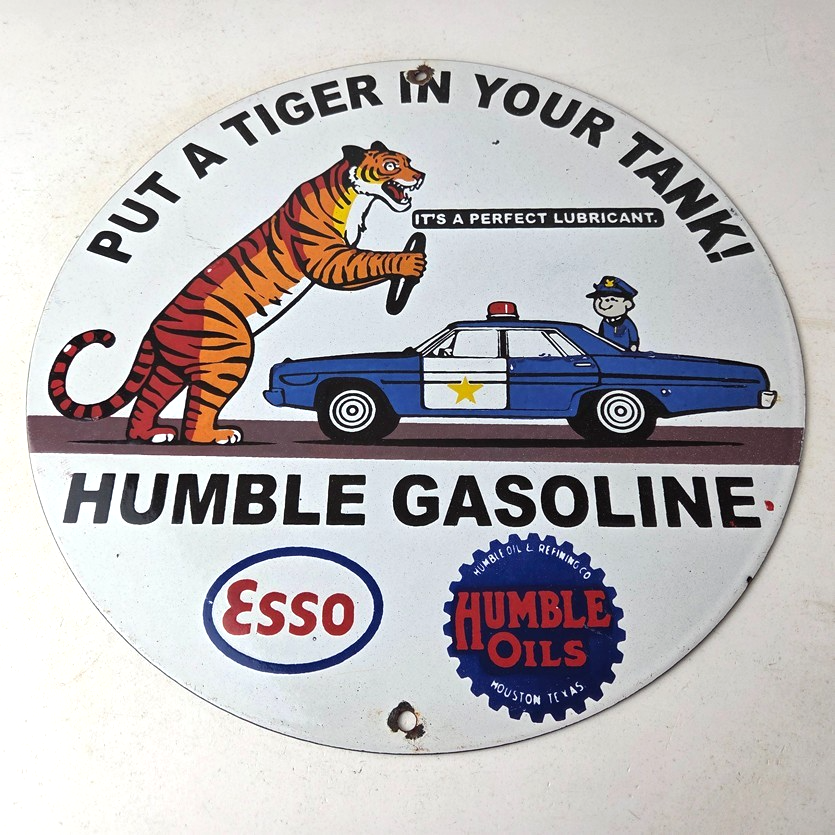 PUT A TIGER IN YOUR TANK!
IT'S A PERFECT LUBRICANT.
HUMBLE GASOLINE
ESSO
HUMBLE OIL & REFINING CO
HUMBLE
OILS
HOUSTON TEXAS